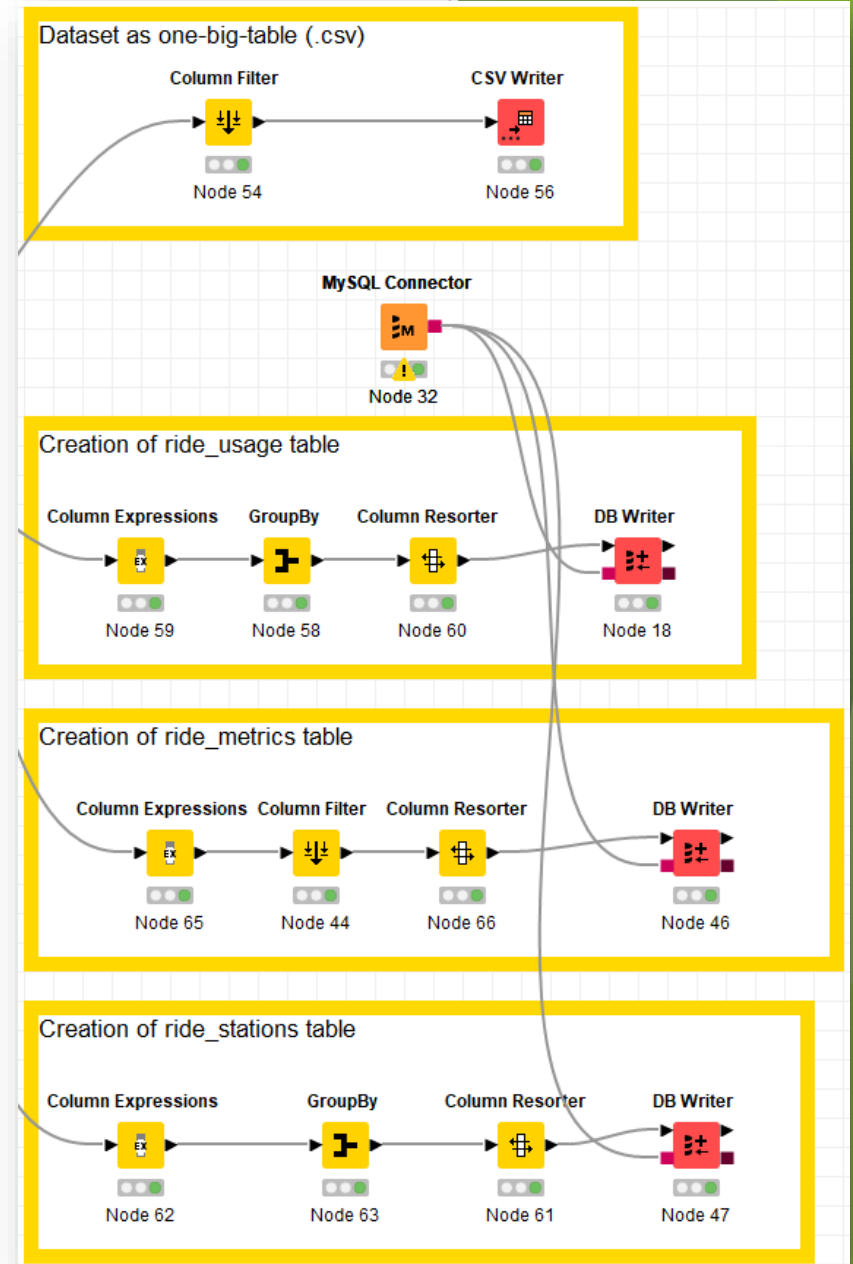 Dataset as one-big-table (.csv)
Column Filter CSV Writer
Node 54 Node 56
MySQL Connector
M
!
Node 32
Creation of ride_usage table
Column Expressions GroupBy Column Resorter DB Writer
EX
Node 59 Node 58 Node 60 Node 18
Creation of ride_metrics table
Column Expressions Column Filter Column Resorter DB Writer
EX
Node 65 Node 44 Node 66 Node 46
Creation of ride_stations table
Column Expressions GroupBy Column Resorter DB Writer
EX
Node 62 Node 63 Node 61 Node 47